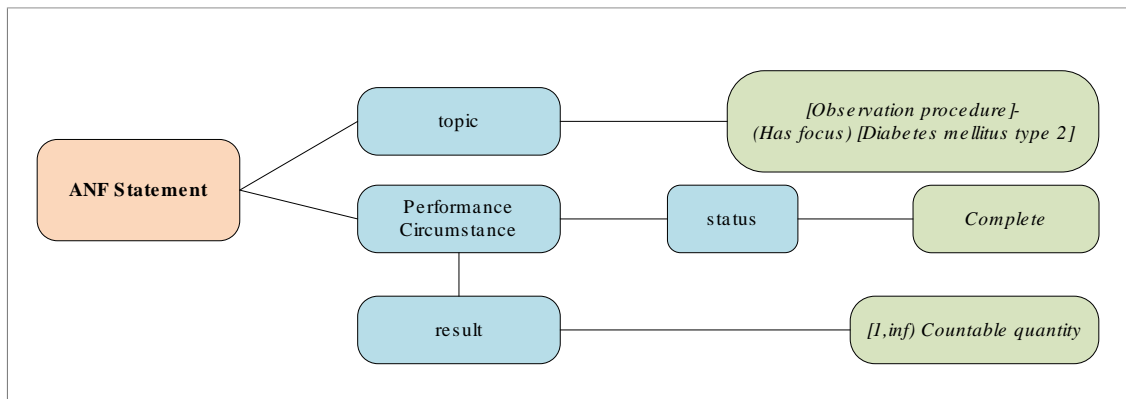 topic
[Observation procedure]-
(Has focus) [Diabetes mellitus type 2]
ANF Statement
Performance
Circumstance
status
Complete
result
[1,inf) Countable quantity